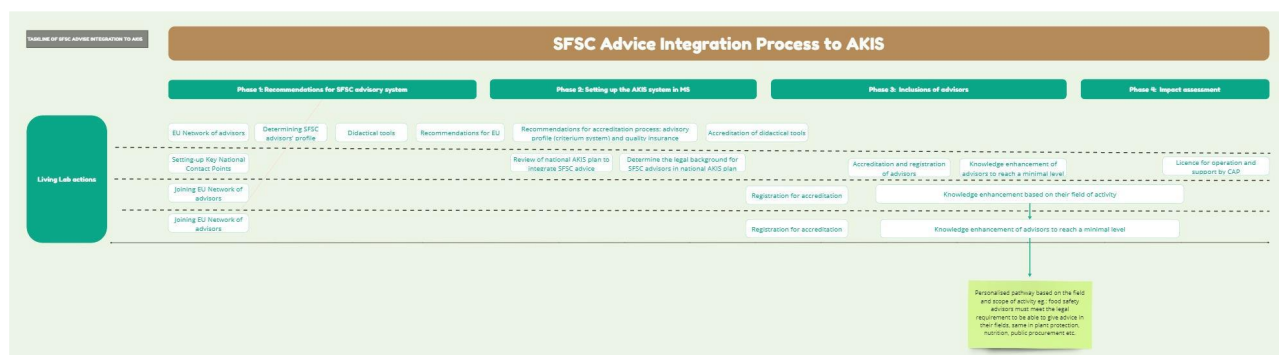 TASKLINE OF SFSC ADVISE INTEGRATION TO AKIS
SFSC Advice Integration Process to AKIS
Phase 1: Recommendations for SFSC advisory system
Phase 2: Setting up the AKIS system in MS
Phase 3: Inclusions of advisors
Phase 4: Impact assessment
Living Lab actions
EU Network of advisors
Determining SFSC
advisors' profile
Didactical tools
Recommendations for EU
Recommendations for accreditation process: advisory
profile (criterium system) and quality insurance
Accreditation of didactical tools
Setting-up Key National
Contact Points
Review of national AKIS plan to
integrate SFSC advice
Determine the legal background for
SFSC advisors in national AKIS plan
Accreditation and registration
of advisors
Knowledge enhancement of
advisors to reach a minimal level
Licence for operation and
support by CAP
Joining EU Network of
advisors
Registration for accreditation
Knowledge enhancement based on their field of activity
Joining EU Network of
advisors
Registration for accreditation
Knowledge enhancement of advisors to reach a minimal level
Personalised pathway based on the field
and scope of activity eg.: food safety
advisors must meet the legal
requirement to be able to give advice in
their fields, same in plant protection,
nutrition, public procurement etc.